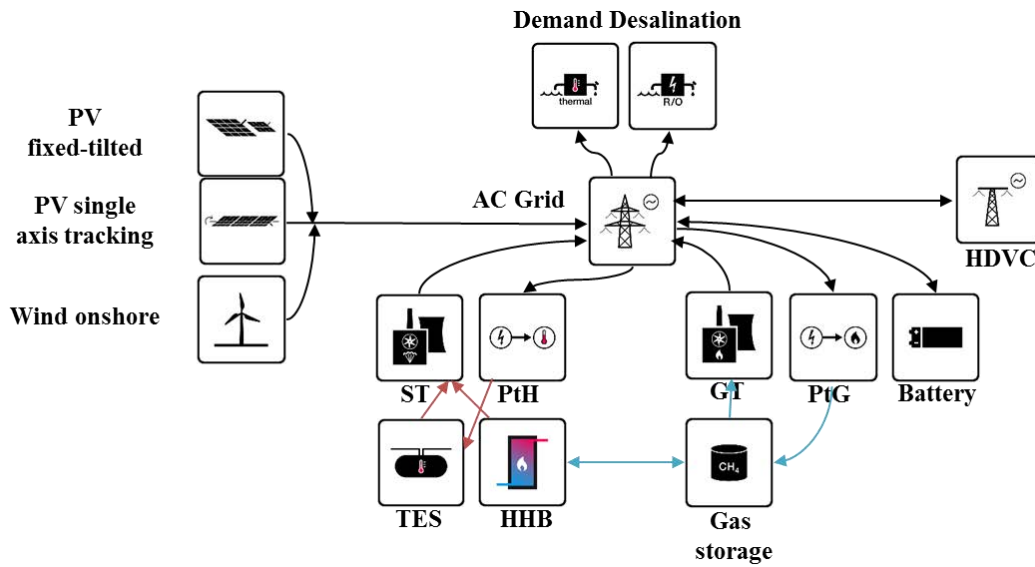 Demand Desalination
thermal
R/O
PV
fixed-tilted
AC Grid
PV single
axis tracking
HDVC
Wind onshore
ST
PtH
GT
PtG
Battery
CH4
TES
HHB
Gas
storage